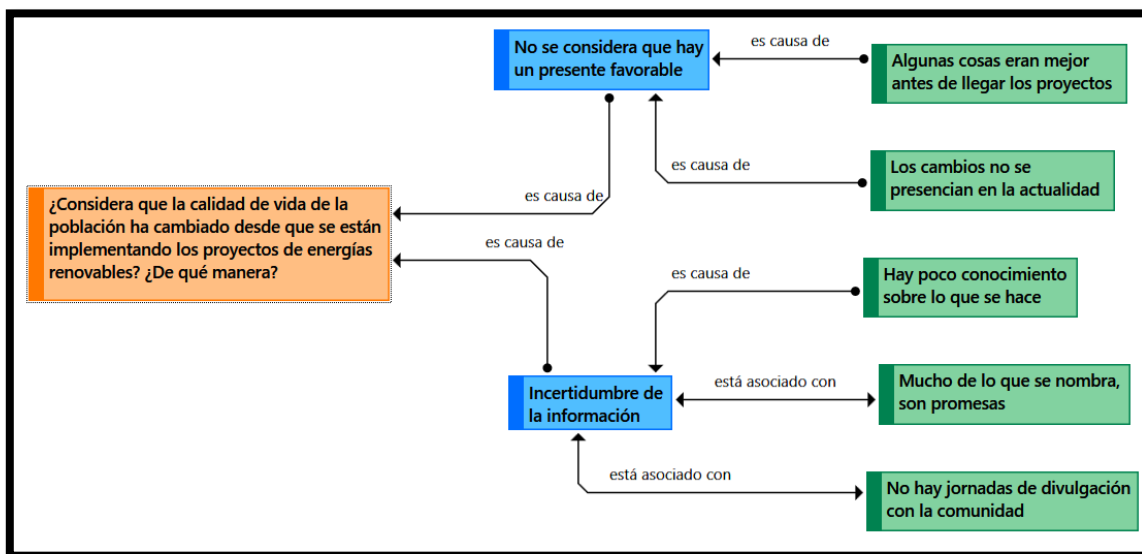 No se considera que hay
un presente favorable
es causa de
Algunas cosas eran mejor
antes de llegar los proyectos
es causa de
Los cambios no se
presencian en la actualidad
es causa de
¿Considera que la calidad de vida de la
población ha cambiado desde que se están
implementando los proyectos de energías
renovables? ¿De qué manera?
es causa de
es causa de
Hay poco conocimiento
sobre lo que se hace
Incertidumbre de
la información
está asociado con
Mucho de lo que se nombra,
son promesas
está asociado con
No hay jornadas de divulgación
con la comunidad